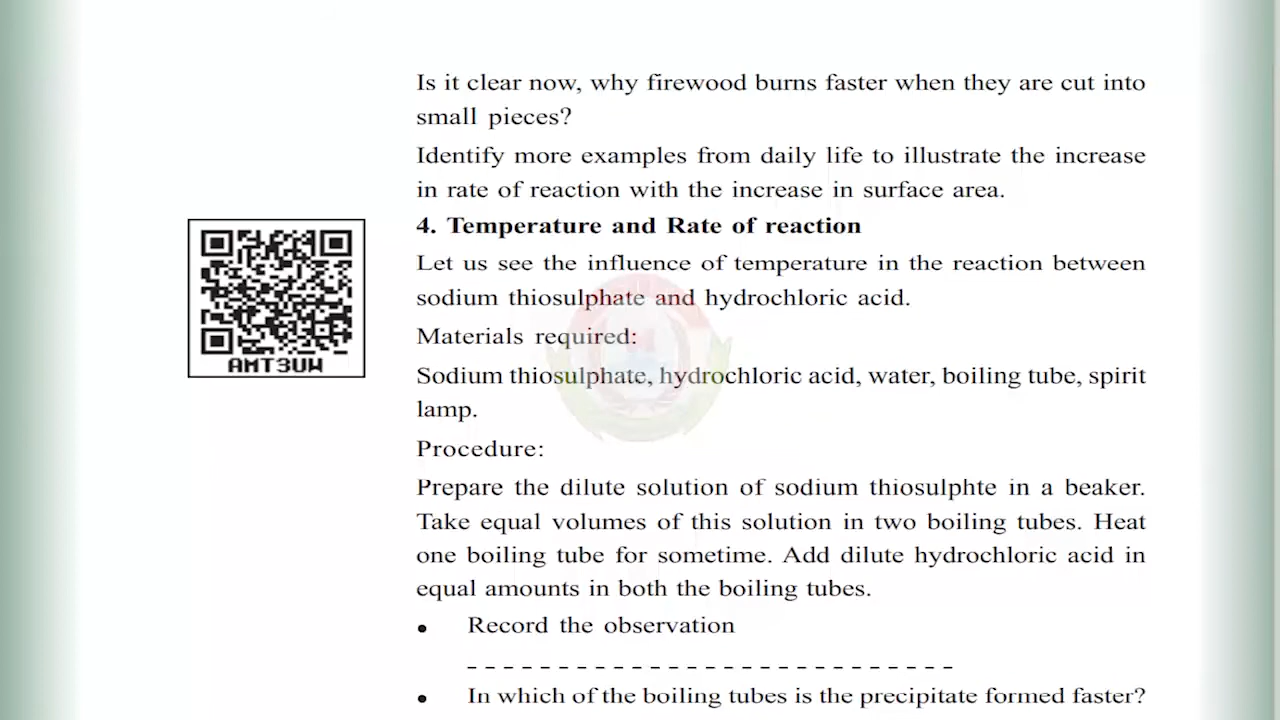 Is it clear now, why firewood burns faster when they are cut into
small pieces?
Identify more examples from daily life to illustrate the increase
in rate of reaction with the increase in surface area.
4. Temperature and Rate of reaction
Let us see the influence of temperature in the reaction between
sodium thiosulphate and hydrochloric acid.
Materials required:
Sodium thiosulphate, hydrochloric acid, water, boiling tube, spirit
lamp.
Procedure:
Prepare the dilute solution of sodium thiosulphte in a beaker.
Take equal volumes of this solution in two boiling tubes. Heat
one boiling tube for sometime. Add dilute hydrochloric acid in
equal amounts in both the boiling tubes.
• Record the observation
• In which of the boiling tubes is the precipitate formed faster?
AMT3UW